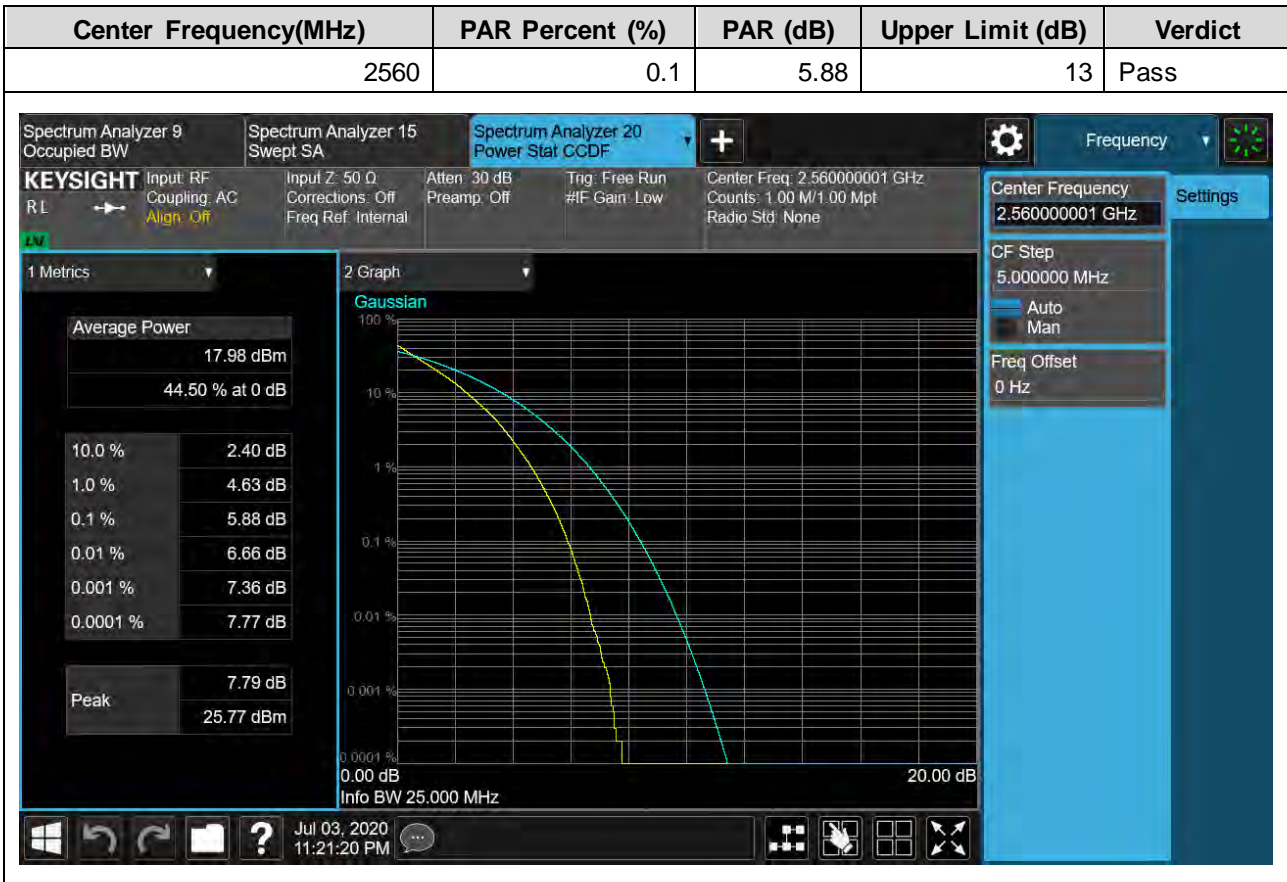 Center Frequency(MHz) PAR Percent (%) PAR (dB) Upper Limit (dB) Verdict
2560 0.1 5.88 13 Pass
Spectrum Analyzer 9 Spectrum Analyzer 15 Spectrum Analyzer 20 Frequency
Occupied BW Swept SA Power Stat CCDF
KEYSIGHT Input: RF Input Z: 50 Ω Atten: 30 dB Trig: Free Run Center Freq: 2.560000001 GHz
RL Coupling: AC Corrections: Off Preamp: Off #IF Gain: Low Counts: 1.00 M/1.00 Mpt
Align: Off Freq Ref: Internal Radio Std: None
LNI
Center Frequency Settings
2.560000001 GHz
CF Step
5.000000 MHz
Auto
Man
Freq Offset
0 Hz
1 Metrics
Average Power
17.98 dBm
44.50 % at 0 dB
10.0 % 2.40 dB
1.0 % 4.63 dB
0.1 % 5.88 dB
0.01 % 6.66 dB
0.001 % 7.36 dB
0.0001 % 7.77 dB
Peak 7.79 dB
25.77 dBm
2 Graph
Gaussian
100 %
10 %
1 %
0.1 %
0.01 %
0.001 %
0.0001 %
0.00 dB 20.00 dB
Info BW 25.000 MHz
? Jul 03, 2020
11:21:20 PM